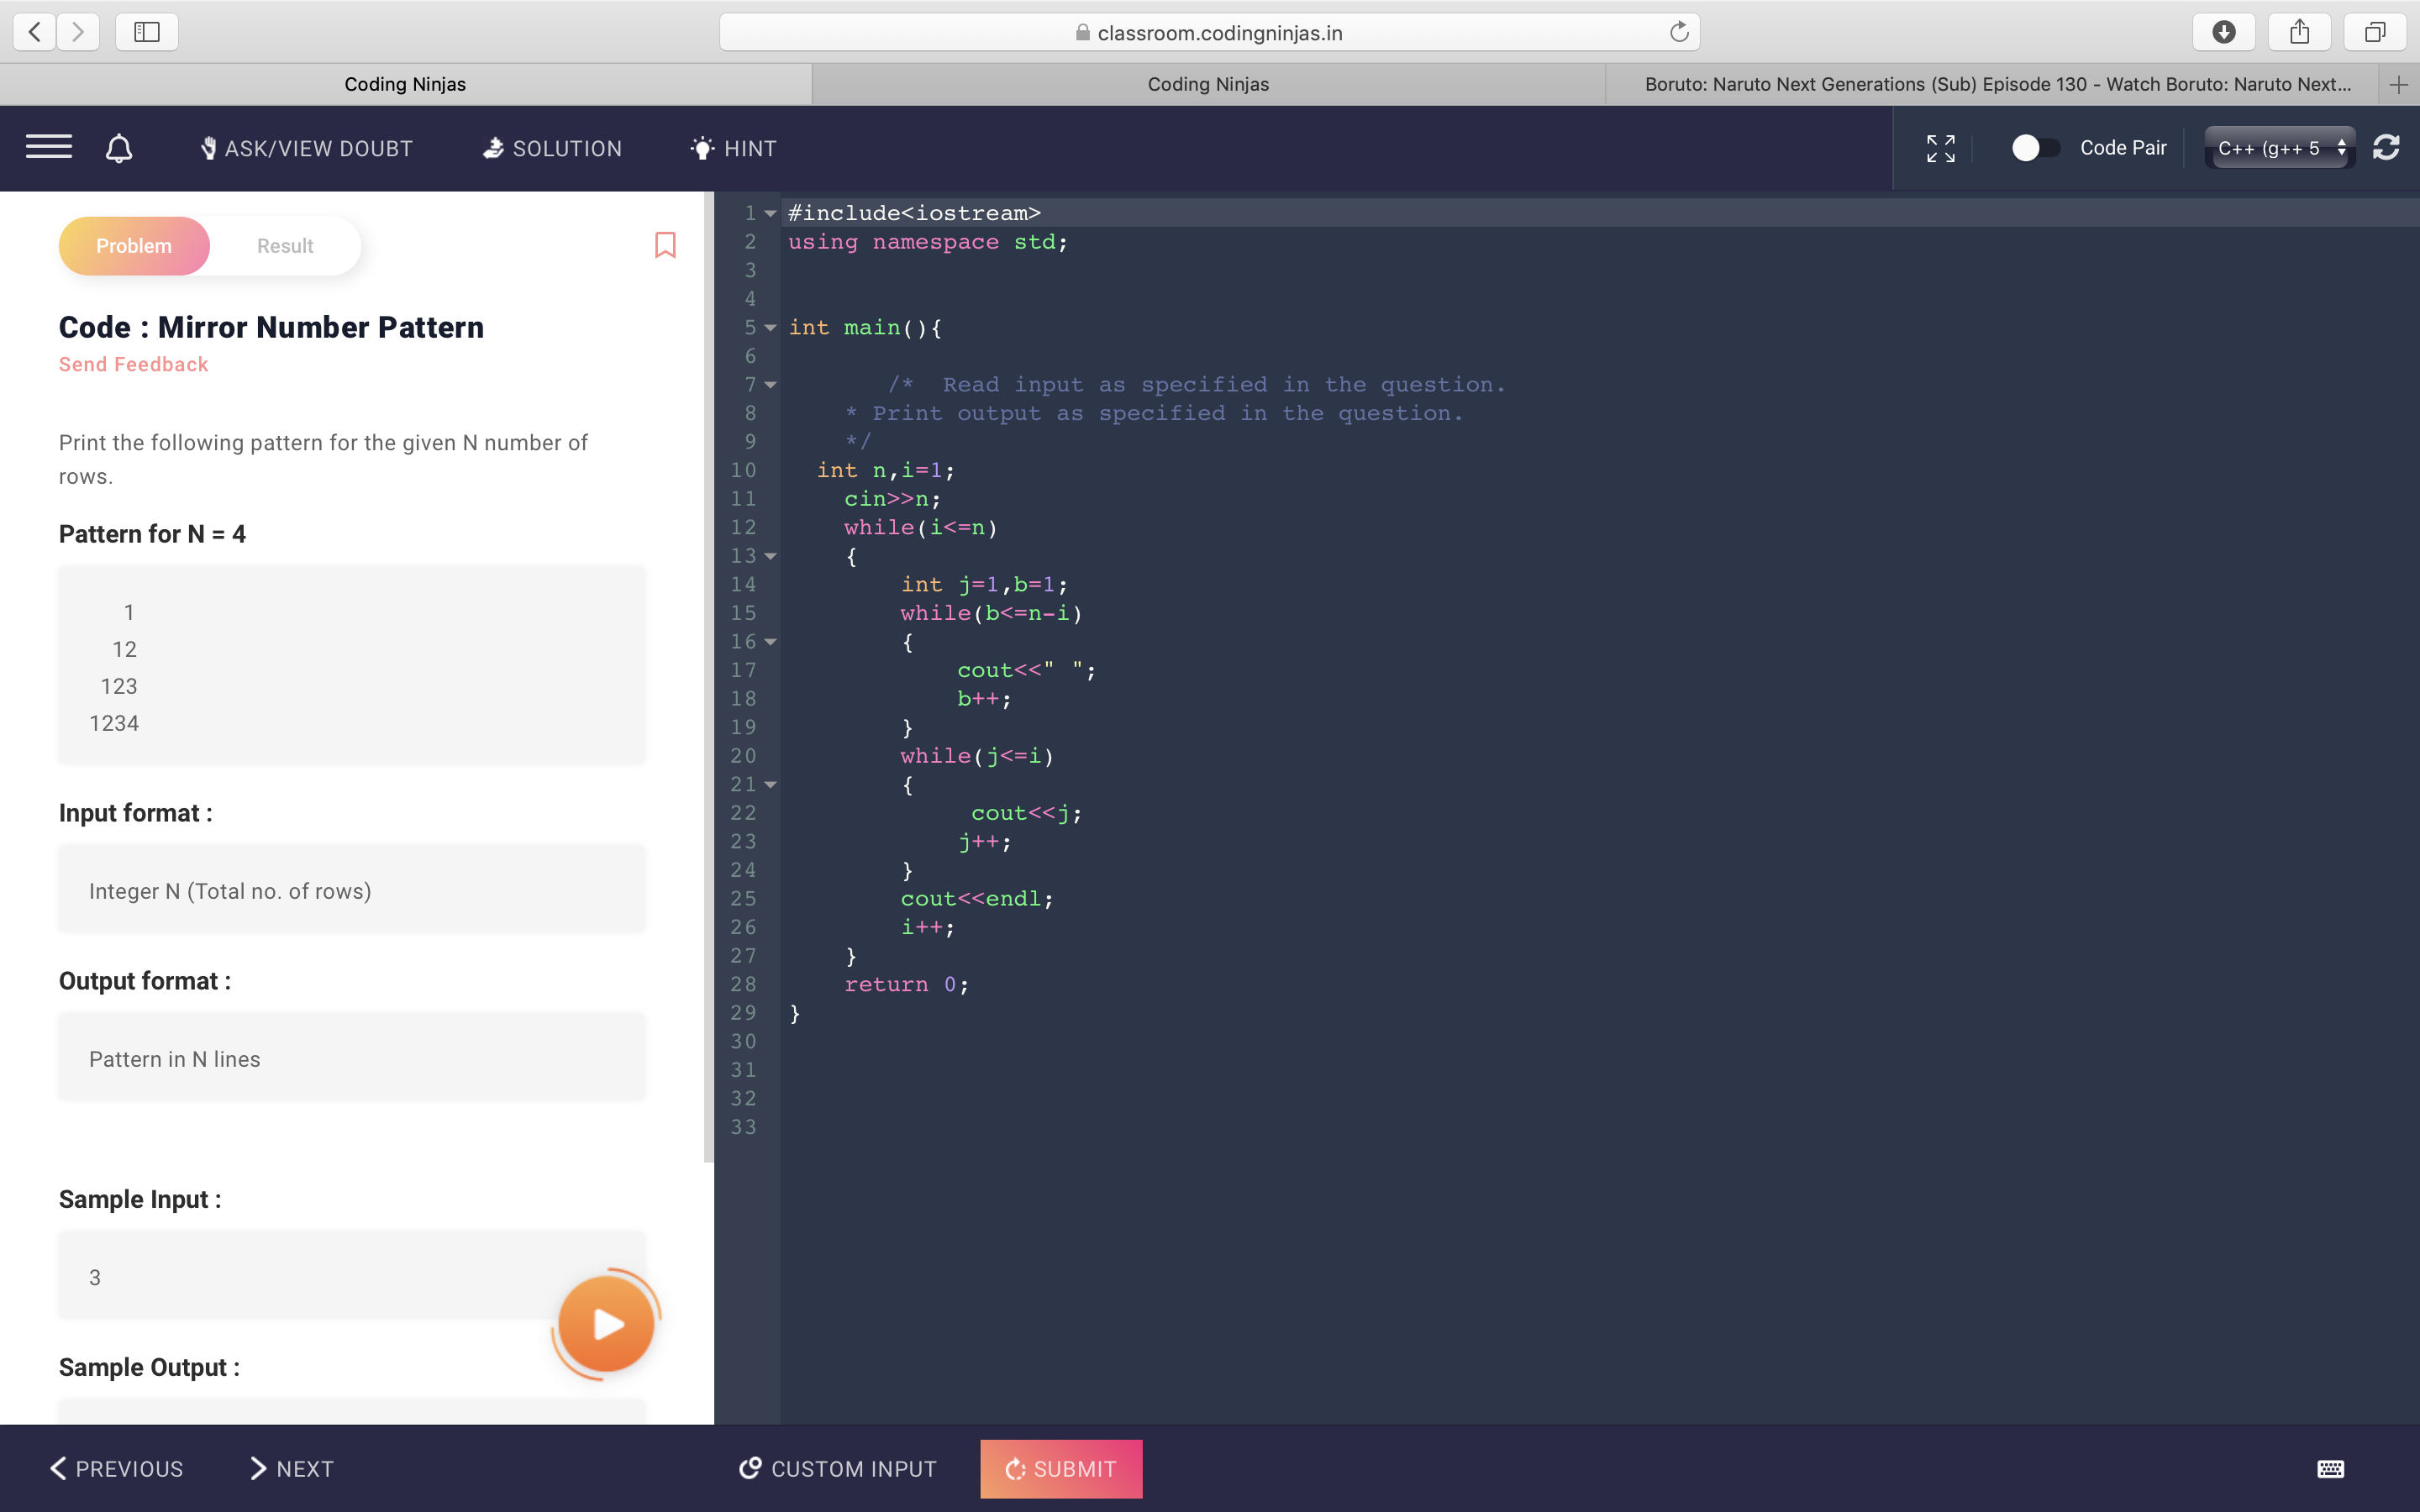 classroom.codingninjas.in
Coding Ninjas
Coding Ninjas
Boruto: Naruto Next Generations (Sub) Episode 130 - Watch Boruto: Naruto Next...
ASK/VIEW DOUBT
SOLUTION
HINT
Code Pair
C++ (g++ 5
Problem
Result
Code : Mirror Number Pattern
Send Feedback
Print the following pattern for the given N number of
rows.
Pattern for N = 4
1
12
123
1234
Input format :
Integer N (Total no. of rows)
Output format :
Pattern in N lines
Sample Input :
3
Sample Output :
1 #include<iostream>
2 using namespace std;
3
4
5 int main(){
6
7 /* Read input as specified in the question.
8 * Print output as specified in the question.
9 */
10 int n,i=1;
11 cin>>n;
12 while(i<=n)
13 {
14 int j=1,b=1;
15 while(b<=n-i)
16 {
17 cout<<" ";
18 b++;
19 }
20 while(j<=i)
21 {
22 cout<<j;
23 j++;
24 }
25 cout<<endl;
26 i++;
27 }
28 return 0;
29 }
30
31
32
33
PREVIOUS
NEXT
CUSTOM INPUT
SUBMIT